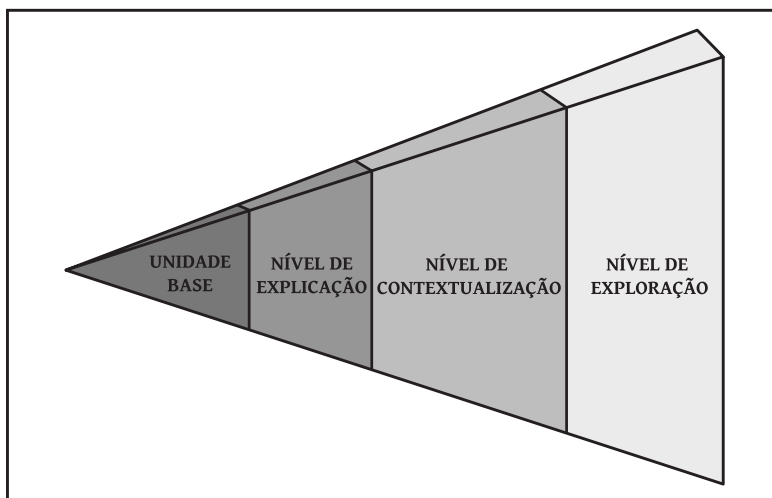 UNIDADE
BASE
NÍVEL DE
EXPLICAÇÃO
NÍVEL DE
CONTEXTUALIZAÇÃO
NÍVEL DE
EXPLORAÇÃO